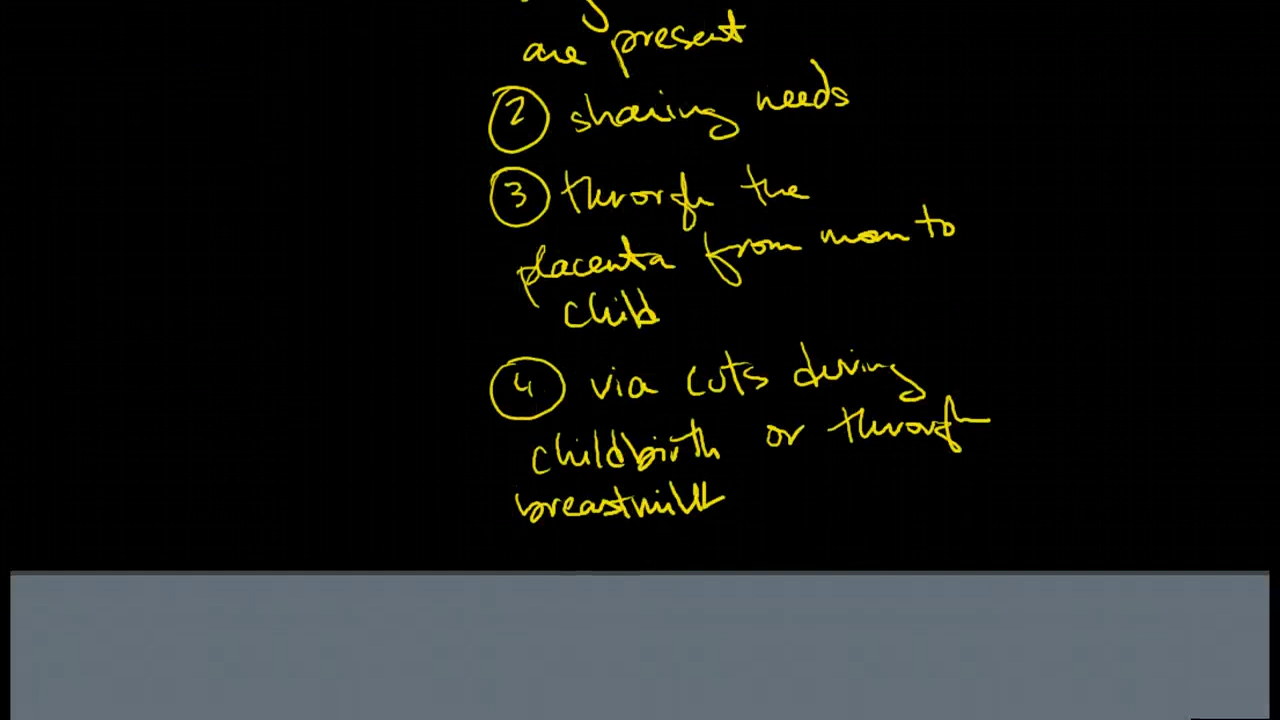 are present
② sharing needs
③ through the
placenta from mom to
child
④ via cuts during
childbirth or through
breastmilk